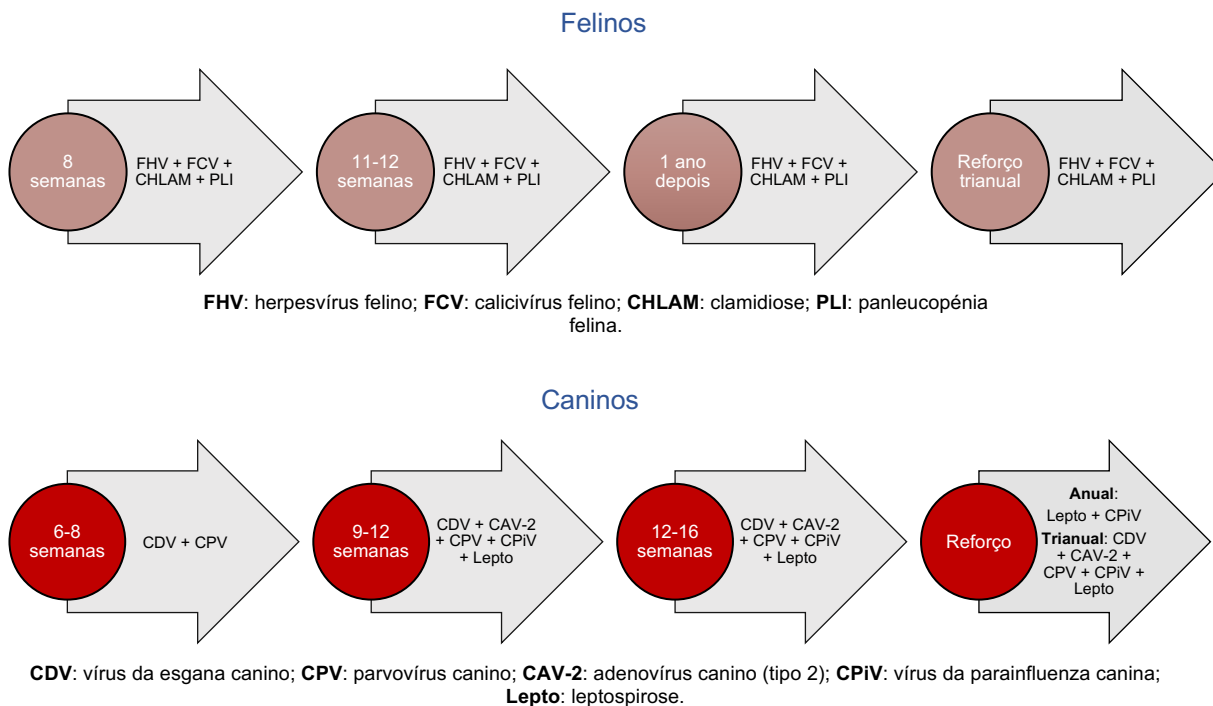 Felinos
8
semanas
FHV + FCV +
CHLAM + PLI
11-12
semanas
FHV + FCV +
CHLAM + PLI
1 ano
depois
FHV + FCV +
CHLAM + PLI
Reforço
trianual
FHV + FCV +
CHLAM + PLI
FHV: herpesvírus felino; FCV: calicivírus felino; CHLAM: clamidiose; PLI: panleucopénia
felina.
Caninos
6-8
semanas
CDV + CPV
9-12
semanas
CDV + CAV-2
+ CPV + CPiV
+ Lepto
12-16
semanas
CDV + CAV-2
+ CPV + CPiV
+ Lepto
Reforço
Anual:
Lepto + CPiV
Trianual: CDV
+ CAV-2 +
CPV + CPiV +
Lepto
CDV: vírus da esgana canino; CPV: parvovírus canino; CAV-2: adenovírus canino (tipo 2); CPiV: vírus da parainfluenza canina;
Lepto: leptospirose.